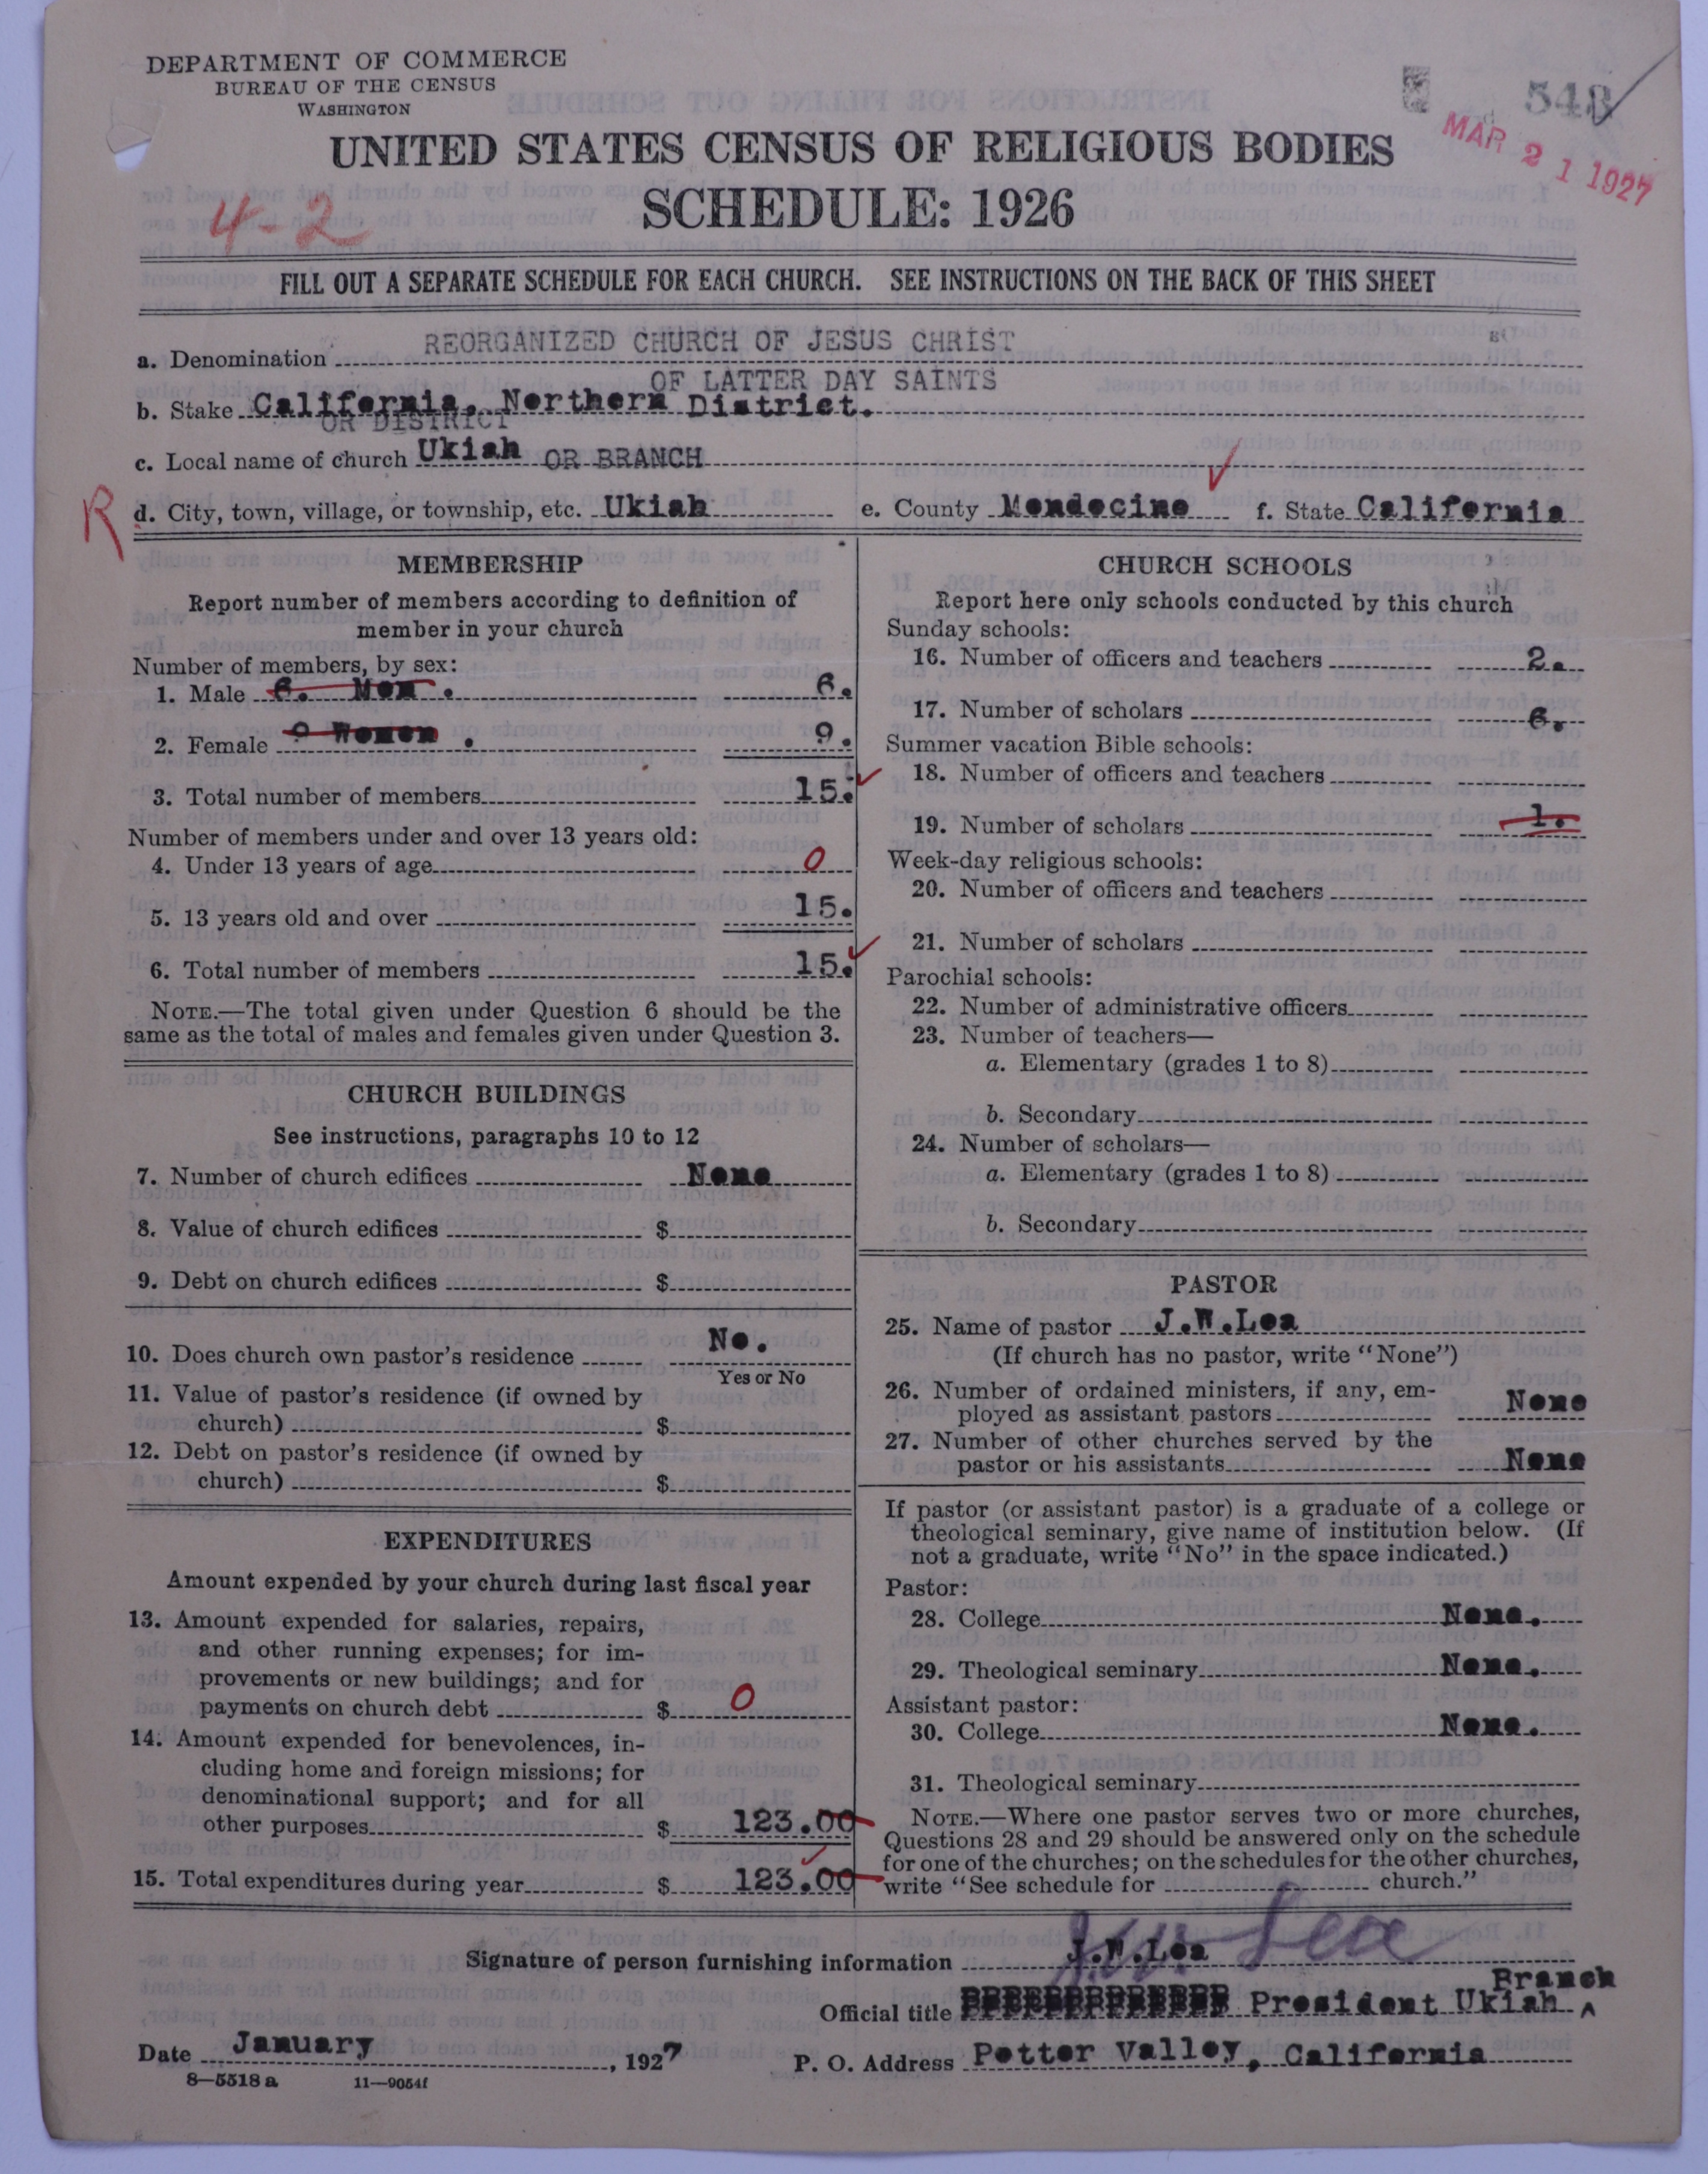 DEPARTMENT OF COMMERCE
BUREAU OF THE CENSUS
WASHINGTON
548
MAR 21 1927
UNITED STATES CENSUS OF RELIGIOUS BODIES
SCHEDULE: 1926
4-2
FILL OUT A SEPARATE SCHEDULE FOR EACH CHURCH. SEE INSTRUCTIONS ON THE BACK OF THIS SHEET
a. Denomination REORGANIZED CHURCH OF JESUS CHRIST
OF LATTER DAY SAINTS
b. Stake California, Northern District.
OR DISTRICT
c. Local name of church Ukiah OR BRANCH
R
d. City, town, village, or township, etc. Ukiah e. County Mendocino f. State California
MEMBERSHIP
Report number of members according to definition of
member in your church
Number of members, by sex:
1. Male 6. Men. 6.
2. Female 9 Women. 9.
3. Total number of members 15.
Number of members under and over 13 years old:
4. Under 13 years of age 0
5. 13 years old and over 15.
6. Total number of members 15.
NOTE.—The total given under Question 6 should be the
same as the total of males and females given under Question 3.
CHURCH BUILDINGS
See instructions, paragraphs 10 to 12
7. Number of church edifices None
8. Value of church edifices $
9. Debt on church edifices $
10. Does church own pastor's residence No.
Yes or No
11. Value of pastor's residence (if owned by
church) $
12. Debt on pastor's residence (if owned by
church) $
EXPENDITURES
Amount expended by your church during last fiscal year
13. Amount expended for salaries, repairs,
and other running expenses; for im-
provements or new buildings; and for
payments on church debt $ 0
14. Amount expended for benevolences, in-
cluding home and foreign missions; for
denominational support; and for all
other purposes $ 123.00
15. Total expenditures during year $ 123.00
CHURCH SCHOOLS
Report here only schools conducted by this church
Sunday schools:
16. Number of officers and teachers 2.
17. Number of scholars 6.
Summer vacation Bible schools:
18. Number of officers and teachers
19. Number of scholars 1.
Week-day religious schools:
20. Number of officers and teachers
21. Number of scholars
Parochial schools:
22. Number of administrative officers
23. Number of teachers—
a. Elementary (grades 1 to 8)
b. Secondary
24. Number of scholars—
a. Elementary (grades 1 to 8)
b. Secondary
PASTOR
25. Name of pastor J.W.Lea
(If church has no pastor, write "None")
26. Number of ordained ministers, if any, em-
ployed as assistant pastors None
27. Number of other churches served by the
pastor or his assistants None
If pastor (or assistant pastor) is a graduate of a college or
theological seminary, give name of institution below. (If
not a graduate, write "No" in the space indicated.)
Pastor:
28. College None.
29. Theological seminary None.
Assistant pastor:
30. College None.
31. Theological seminary
NOTE.—Where one pastor serves two or more churches,
Questions 28 and 29 should be answered only on the schedule
for one of the churches; on the schedules for the other churches,
write "See schedule for church."
J.W. Lea
Signature of person furnishing information J.W.Lea
Branch
Official title President Ukiah ^
Date January, 1927 P. O. Address Potter Valley, California
8—5518 a 11—9054f